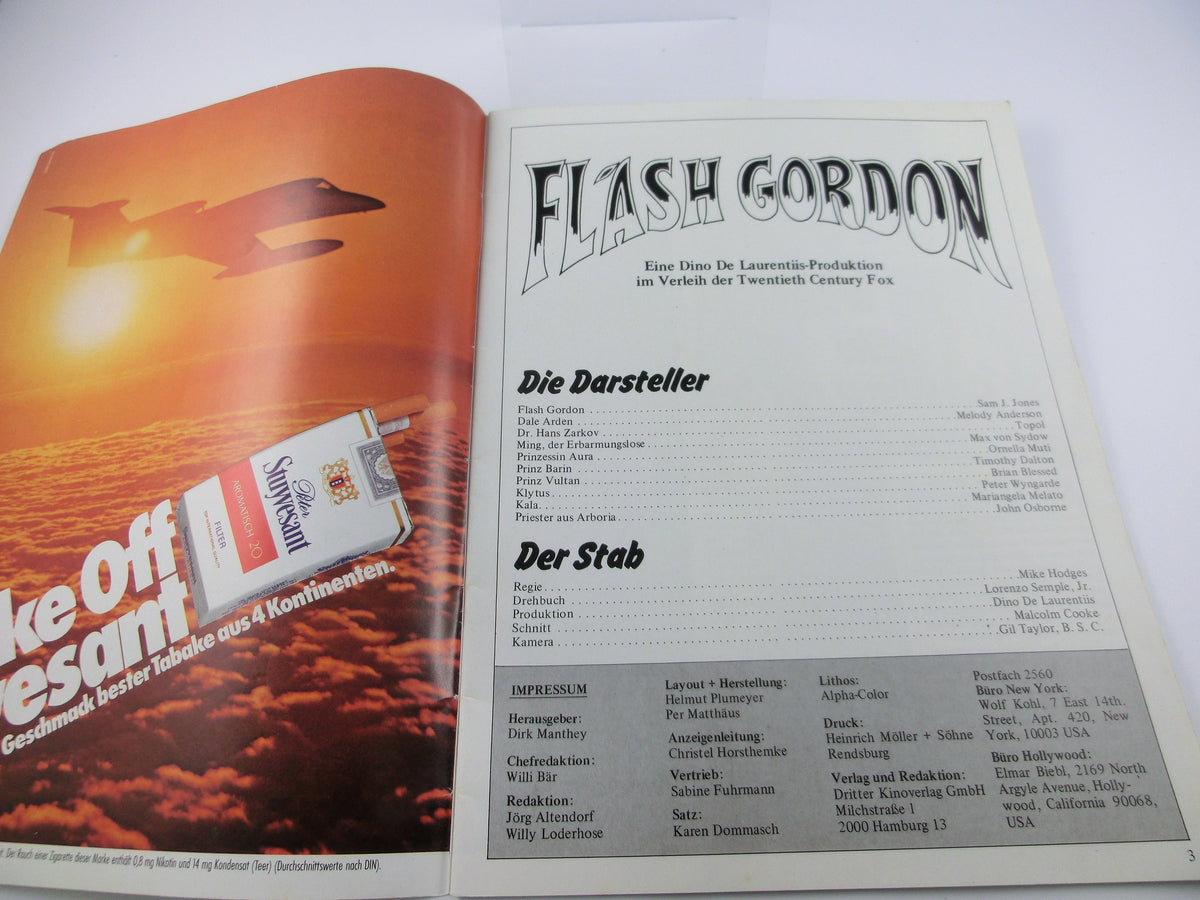 ke Off
vesant
Geschmack bester Tabake aus 4 Kontinenten.
Peter
Stuyvesant
AROMATISCH 20
FILTER
TOP INTERNATIONAL QUALITY
Der Rauch einer Zigarette dieser Marke enthält 0,8 mg Nikotin und 14 mg Kondensat (Teer) (Durchschnittswerte nach DIN).
FLASH GORDON
Eine Dino De Laurentiis-Produktion
im Verleih der Twentieth Century Fox
Die Darsteller
Flash Gordon . . . . . Sam J. Jones
Dale Arden . . . . . Melody Anderson
Dr. Hans Zarkov . . . . . Topol
Ming, der Erbarmungslose . . . . . Max von Sydow
Prinzessin Aura . . . . . Ornella Muti
Prinz Barin . . . . . Timothy Dalton
Prinz Vultan . . . . . Brian Blessed
Klytus . . . . . Peter Wyngarde
Kala . . . . . Mariangela Melato
Priester aus Arboria . . . . . John Osborne
Der Stab
Regie . . . . . Mike Hodges
Drehbuch . . . . . Lorenzo Semple, Jr.
Produktion . . . . . Dino De Laurentiis
Schnitt . . . . . Malcolm Cooke
Kamera . . . . . Gil Taylor, B. S. C.
IMPRESSUM
Herausgeber:
Dirk Manthey
Chefredaktion:
Willi Bär
Redaktion:
Jörg Altendorf
Willy Loderhose
Layout + Herstellung:
Helmut Plumeyer
Per Matthäus
Anzeigenleitung:
Christel Horsthemke
Vertrieb:
Sabine Fuhrmann
Satz:
Karen Dommasch
Lithos:
Alpha-Color
Druck:
Heinrich Möller + Söhne
Rendsburg
Verlag und Redaktion:
Dritter Kinoverlag GmbH
Milchstraße 1
2000 Hamburg 13
Postfach 2560
Büro New York:
Wolf Kohl, 7 East 14th.
Street, Apt. 420, New
York, 10003 USA
Büro Hollywood:
Elmar Biebl, 2169 North
Argyle Avenue, Holly-
wood, California 90068,
USA
3